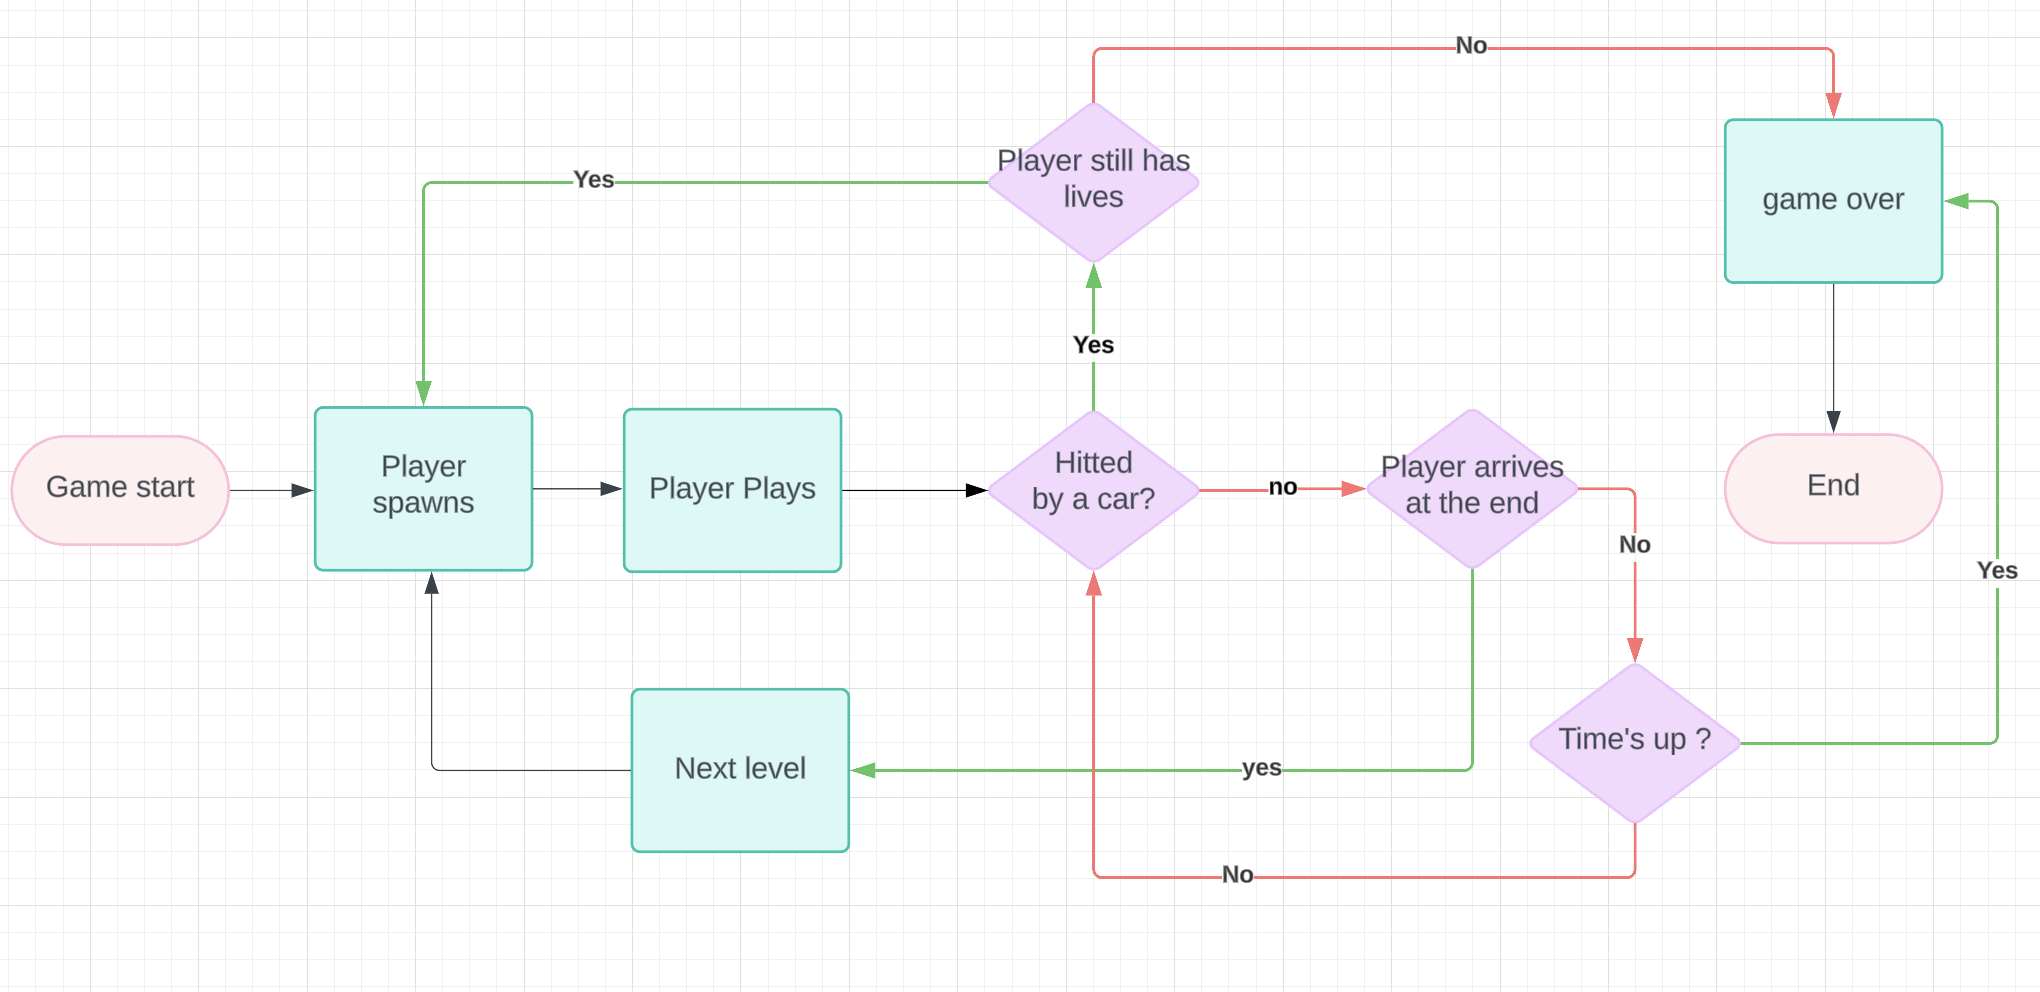 No
Player still has
lives
Yes
game over
Yes
Game start
Player
spawns
Player Plays
Hitted
by a car?
no
Player arrives
at the end
No
End
Yes
Next level
yes
Time's up ?
No